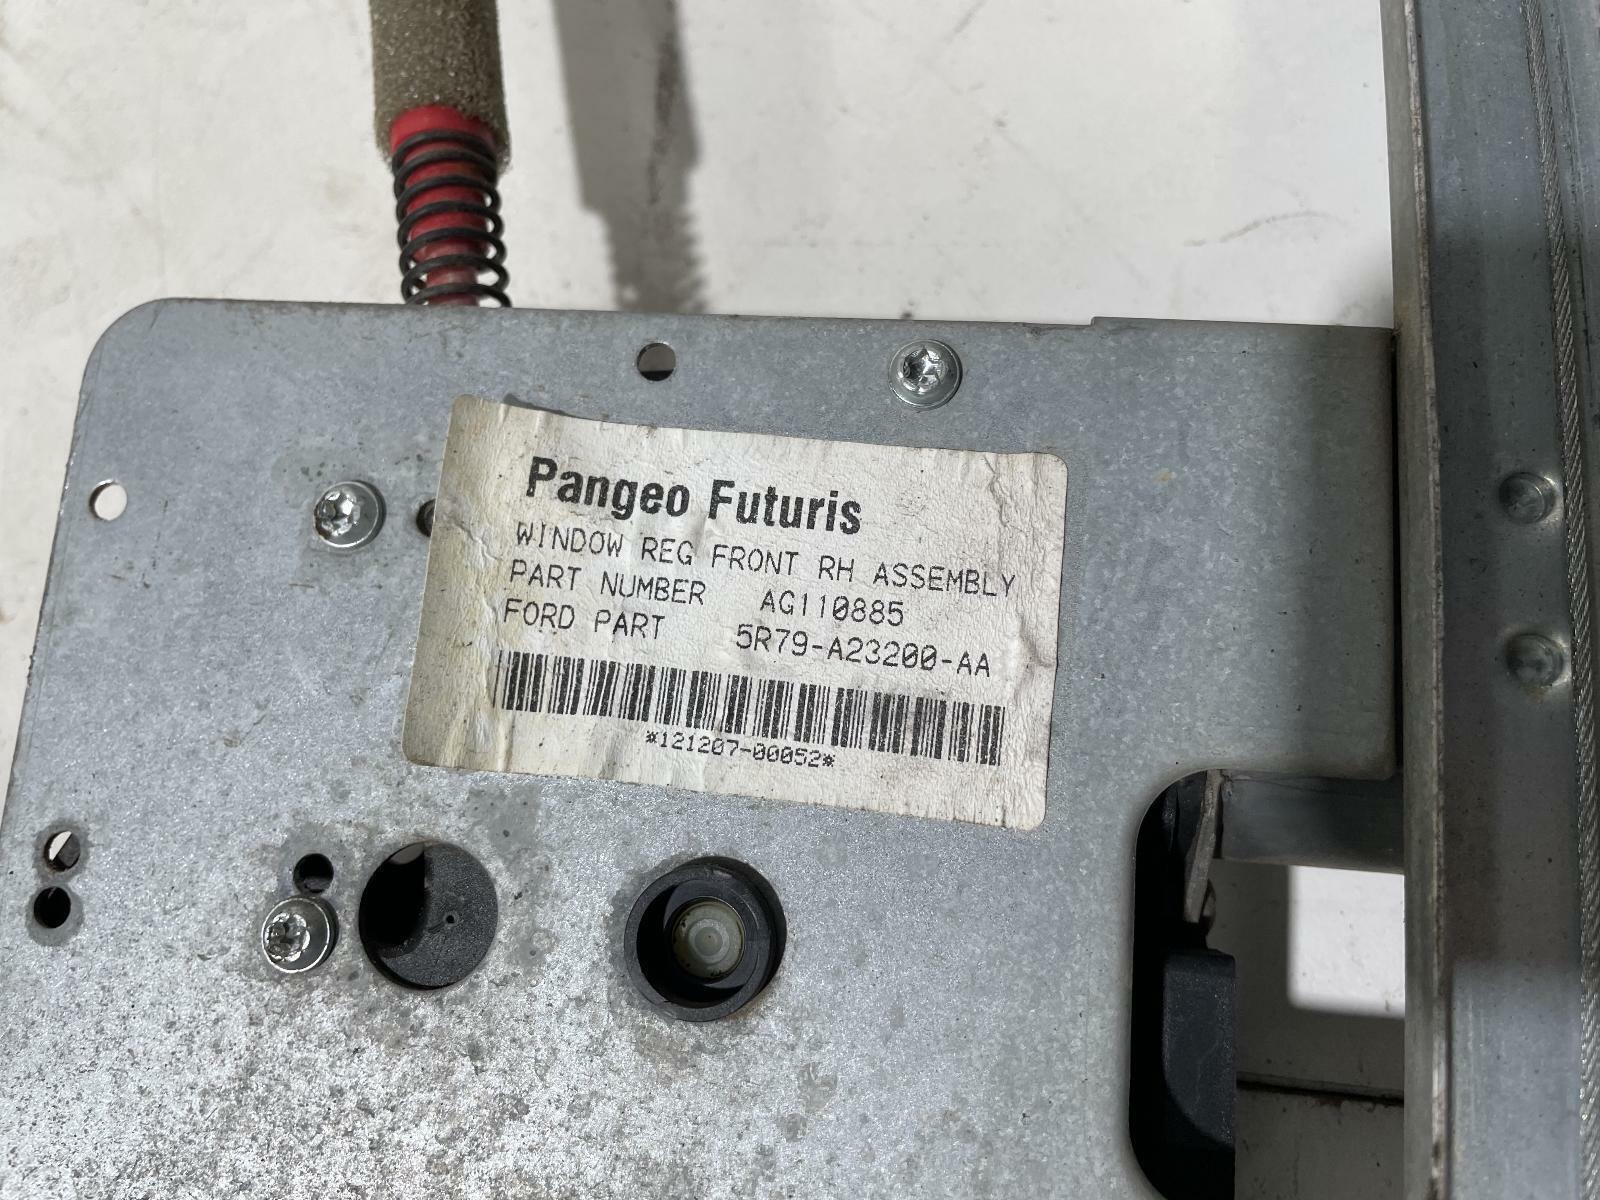 Pangeo Futuris
WINDOW REG FRONT RH ASSEMBLY
PART NUMBER AG110885
FORD PART 5R79-A23200-AA
*121207-00052*